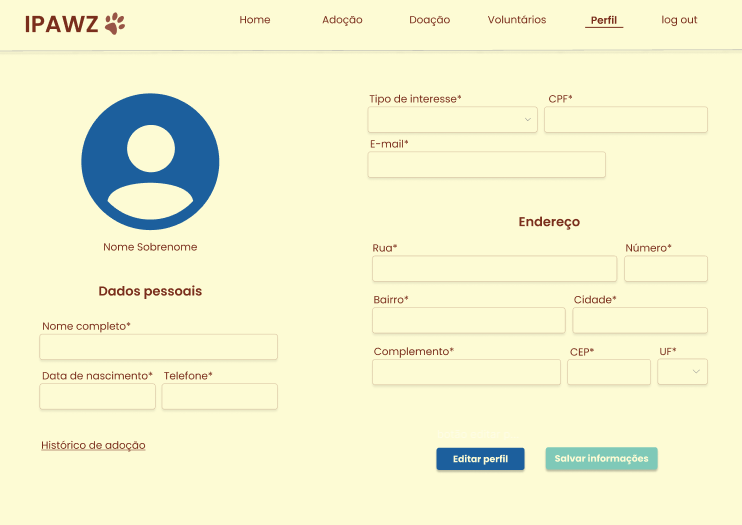 IPAWZ
Home
Adoção
Doação
Voluntários
Perfil
log out
Nome Sobrenome
Dados pessoais
Nome completo*
Data de nascimento* Telefone*
Histórico de adoção
Tipo de interesse* CPF*
E-mail*
Endereço
Rua* Número*
Bairro* Cidade*
Complemento* CEP* UF*
Editar perfil
Salvar informações